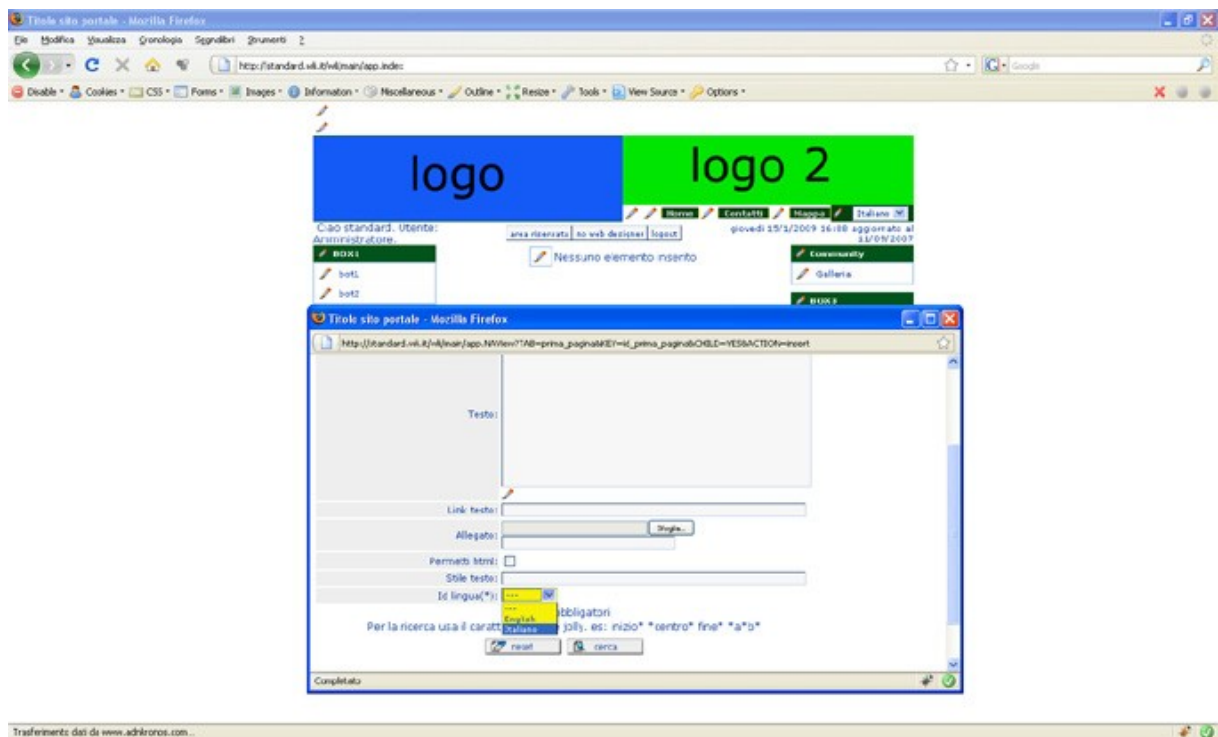 Titolo sito portale - Mozilla Firefox
File Modifica Visualizza Cronologia Segnalibri Strumenti ?
http://standard.wli.it/wli/main/app.index
Google
Disable Cookies CSS Forms Images Information Miscellaneous Outline Resize Tools View Source Options
logo
logo 2
Home Contatti Mappa Italiano
Ciao standard. Utente:
Amministratore.
area riservata no web designer logout
giovedì 15/1/2009 16:08 aggiornato al
11/09/2007
BOX1
Nessuno elemento inserito
Community
bot1
Galleria
bot2
BOX3
Titolo sito portale - Mozilla Firefox
http://standard.wli.it/wli/main/app.NAView?TAB=prima_pagina&KEY=id_prima_pagina&CHILD=YES&ACTION=insert
Testo:
Link testo:
Allegato:
Sfoglia...
Permetti html:
Stile testo:
Id lingua(*):
---
---
English
Italiano
obbligatori
Per la ricerca usa il caratt jolly. es: inizio* *centro* fine* *a*b*
reset cerca
Completato
Trasferimento dati da www.adnkronos.com...